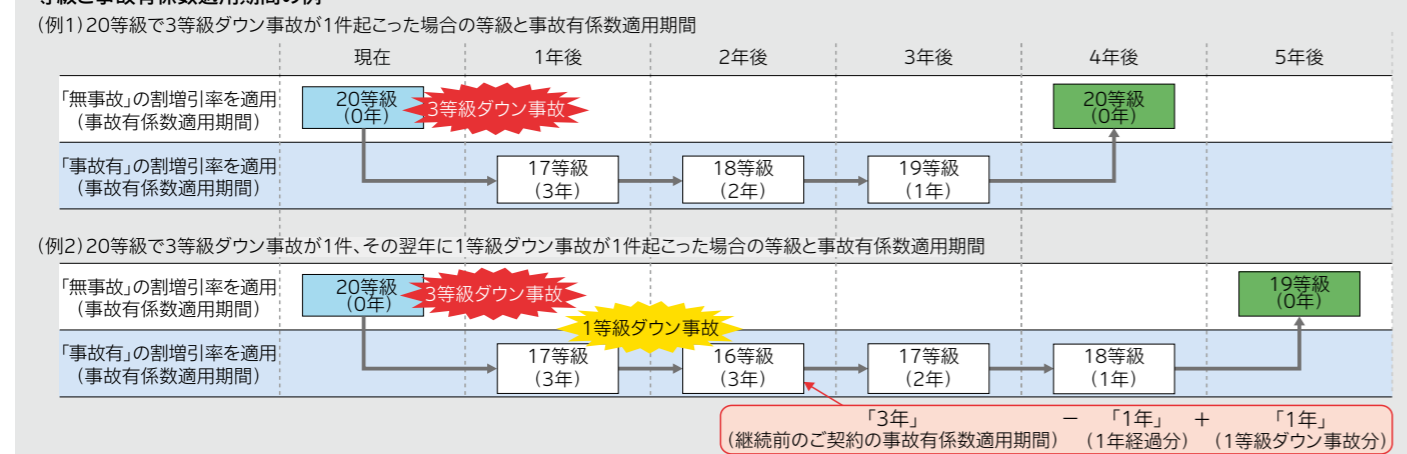 (例1)20等級で3等級ダウン事故が1件起こった場合の等級と事故有係数適用期間
現在 1年後 2年後 3年後 4年後 5年後
「無事故」の割増引率を適用
(事故有係数適用期間)
20等級
(0年)
3等級ダウン事故
20等級
(0年)
「事故有」の割増引率を適用
(事故有係数適用期間)
17等級
(3年)
18等級
(2年)
19等級
(1年)
(例2)20等級で3等級ダウン事故が1件、その翌年に1等級ダウン事故が1件起こった場合の等級と事故有係数適用期間
「無事故」の割増引率を適用
(事故有係数適用期間)
20等級
(0年)
3等級ダウン事故
1等級ダウン事故
19等級
(0年)
「事故有」の割増引率を適用
(事故有係数適用期間)
17等級
(3年)
16等級
(3年)
17等級
(2年)
18等級
(1年)
「3年」 － 「1年」 ＋ 「1年」
(継続前のご契約の事故有係数適用期間) (1年経過分) (1等級ダウン事故分)